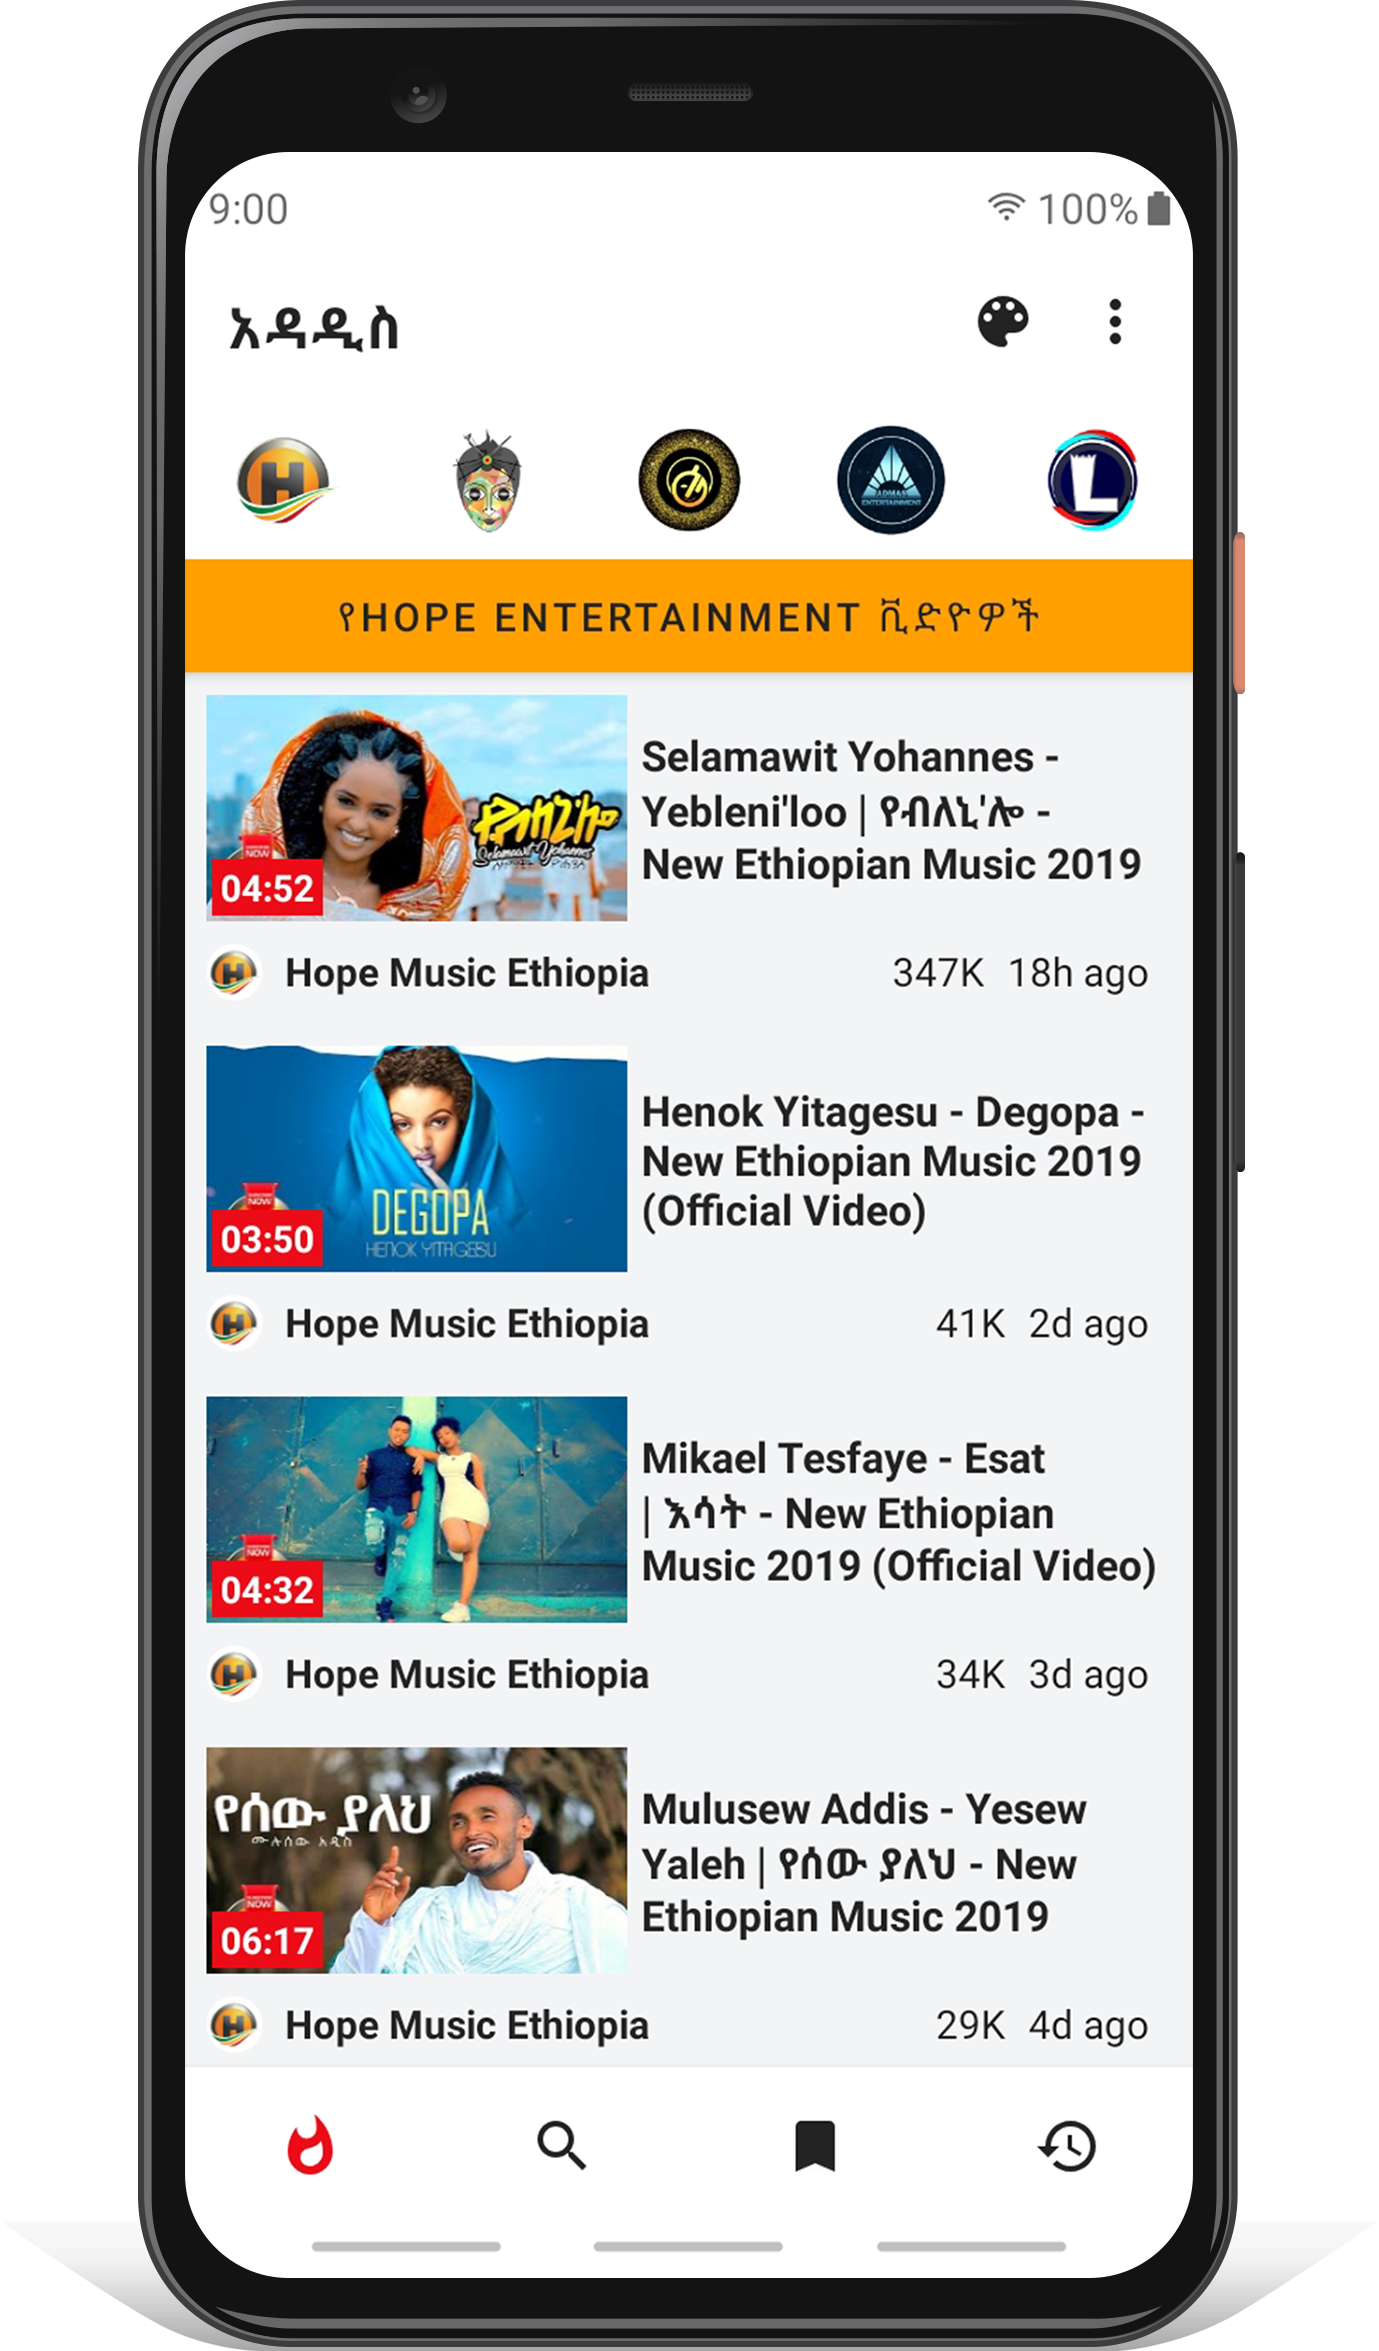 9:00 100%
አዳዲስ
ADMAS
ENTERTAINMENT
የHOPE ENTERTAINMENT ቪድዮዎች
Selamawit Yohannes -
Yebleni'loo | የብለኒ'ሎ -
New Ethiopian Music 2019
NOW
04:52
Selamawit Yohannes
Hope Music Ethiopia 347K 18h ago
Henok Yitagesu - Degopa -
New Ethiopian Music 2019
(Official Video)
DEGOPA
HENOK YITAGESU
NOW
03:50
Hope Music Ethiopia 41K 2d ago
Mikael Tesfaye - Esat
| እሳት - New Ethiopian
Music 2019 (Official Video)
NOW
04:32
Hope Music Ethiopia 34K 3d ago
የሰው ያለህ
ሙሉሰው አዲስ
NOW
06:17
Mulusew Addis - Yesew
Yaleh | የሰው ያለህ - New
Ethiopian Music 2019
Hope Music Ethiopia 29K 4d ago